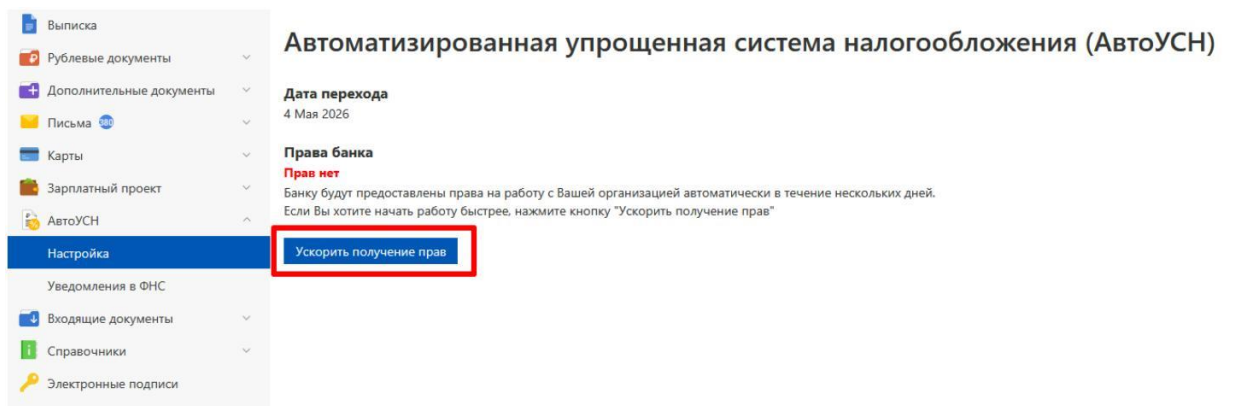 Выписка
Рублевые документы
Дополнительные документы
Письма 380
Карты
Зарплатный проект
АвтоУСН
Настройка
Уведомления в ФНС
Входящие документы
Справочники
Электронные подписи
Автоматизированная упрощенная система налогообложения (АвтоУСН)
Дата перехода
4 Мая 2026
Права банка
Прав нет
Банку будут предоставлены права на работу с Вашей организацией автоматически в течение нескольких дней.
Если Вы хотите начать работу быстрее, нажмите кнопку "Ускорить получение прав"
Ускорить получение прав